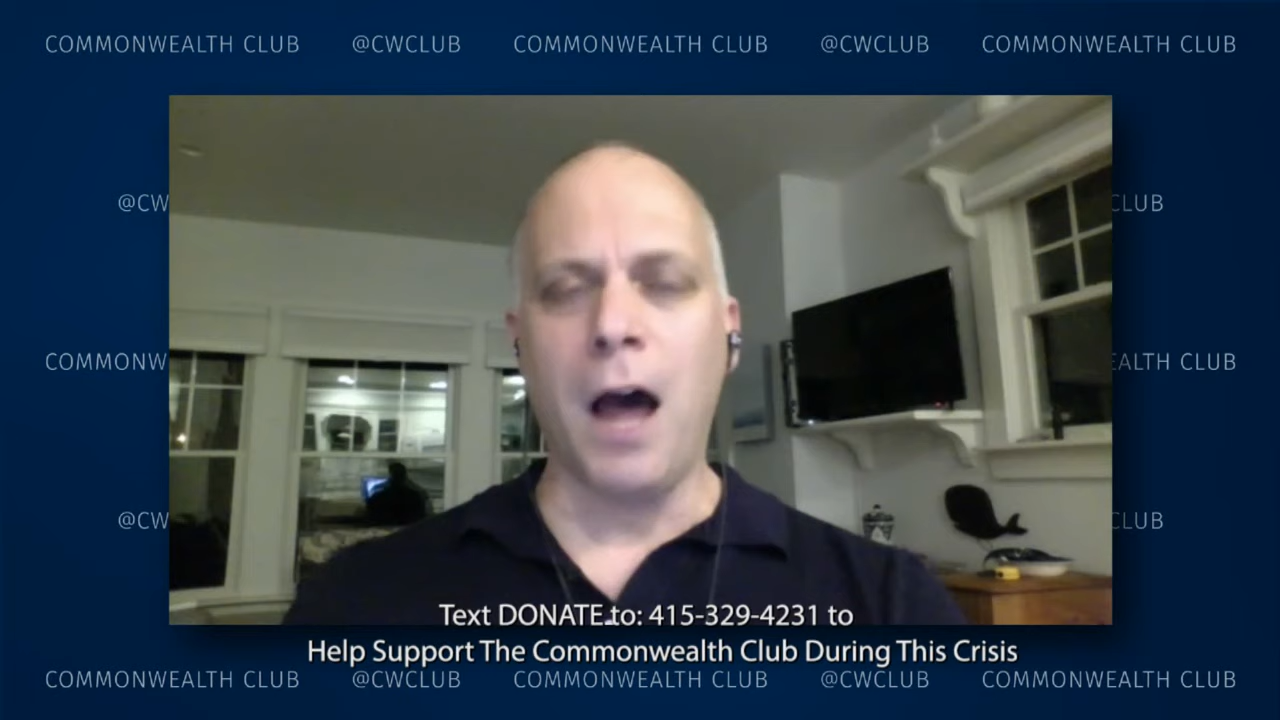 COMMONWEALTH CLUB @CWCLUB COMMONWEALTH CLUB @CWCLUB COMMONWEALTH CLUB
@CW CLUB
COMMONW EALTH CLUB
@CW CLUB
Text DONATE to: 415-329-4231 to
Help Support The Commonwealth Club During This Crisis
COMMONWEALTH CLUB @CWCLUB COMMONWEALTH CLUB @CWCLUB COMMONWEALTH CLUB